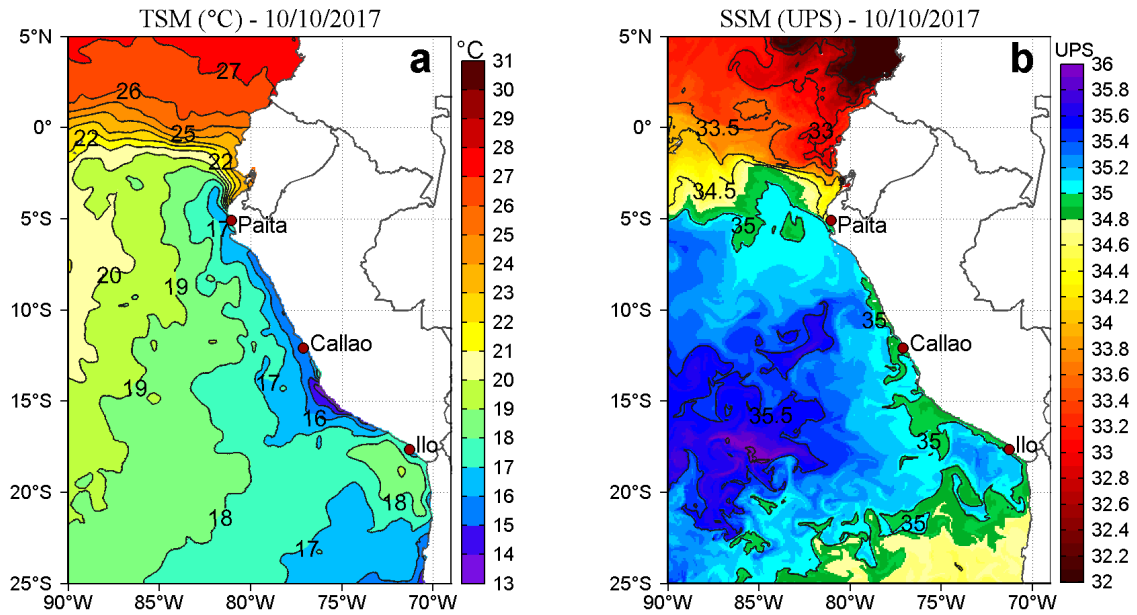 TSM (°C) - 10/10/2017
a
5°N
0°
5°S
10°S
15°S
20°S
25°S
90°W
85°W
80°W
75°W
70°W
27
26
25
22
22
17
20
19
19
17
16
18
18
17
Paita
Callao
Ilo
°C
31
30
29
28
27
26
25
24
23
22
21
20
19
18
17
16
15
14
13
SSM (UPS) - 10/10/2017
b
5°N
0°
5°S
10°S
15°S
20°S
25°S
90°W
85°W
80°W
75°W
70°W
33.5
33
34.5
35
35
35.5
35
35
Paita
Callao
Ilo
UPS
36
35.8
35.6
35.4
35.2
35
34.8
34.6
34.4
34.2
34
33.8
33.6
33.4
33.2
33
32.8
32.6
32.4
32.2
32.0